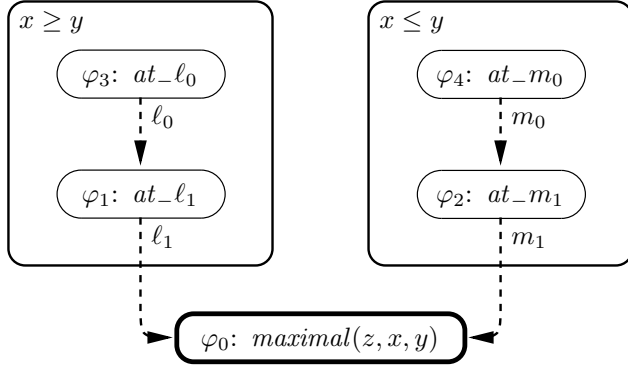 x ≥ y
φ₃: at_ℓ₀
ℓ₀
φ₁: at_ℓ₁
ℓ₁
x ≤ y
φ₄: at_m₀
m₀
φ₂: at_m₁
m₁
φ₀: maximal(z, x, y)